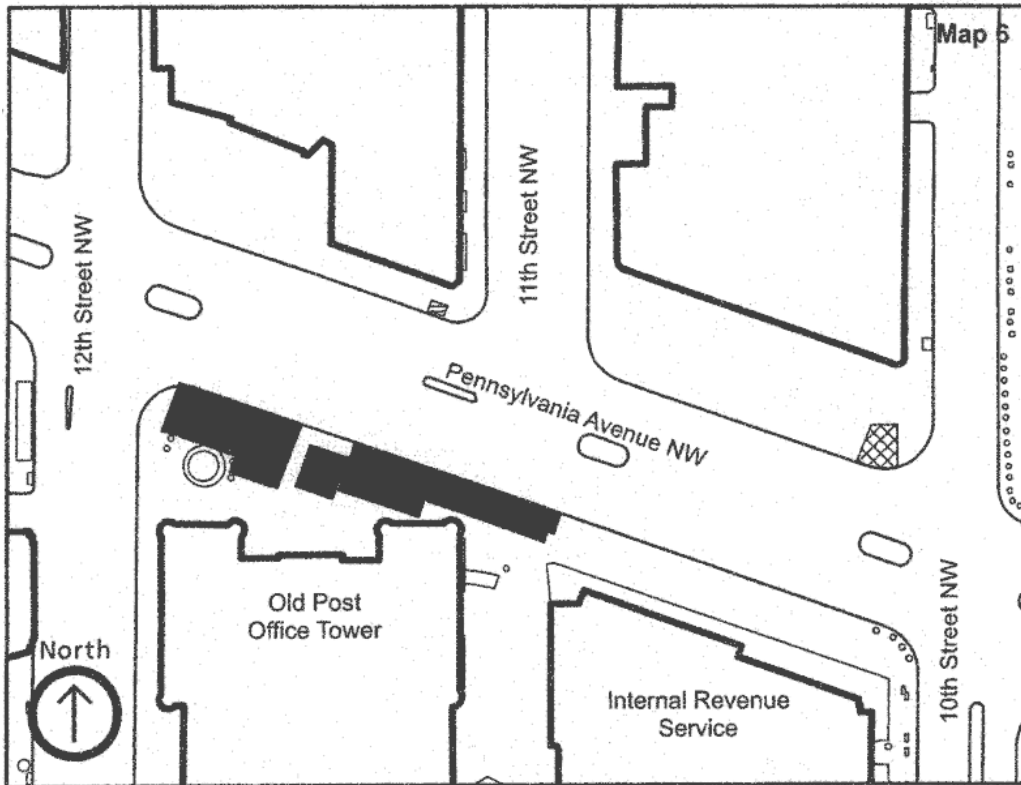 Map 6
12th Street NW
11th Street NW
Pennsylvania Avenue NW
Old Post
Office Tower
North
Internal Revenue
Service
10th Street NW